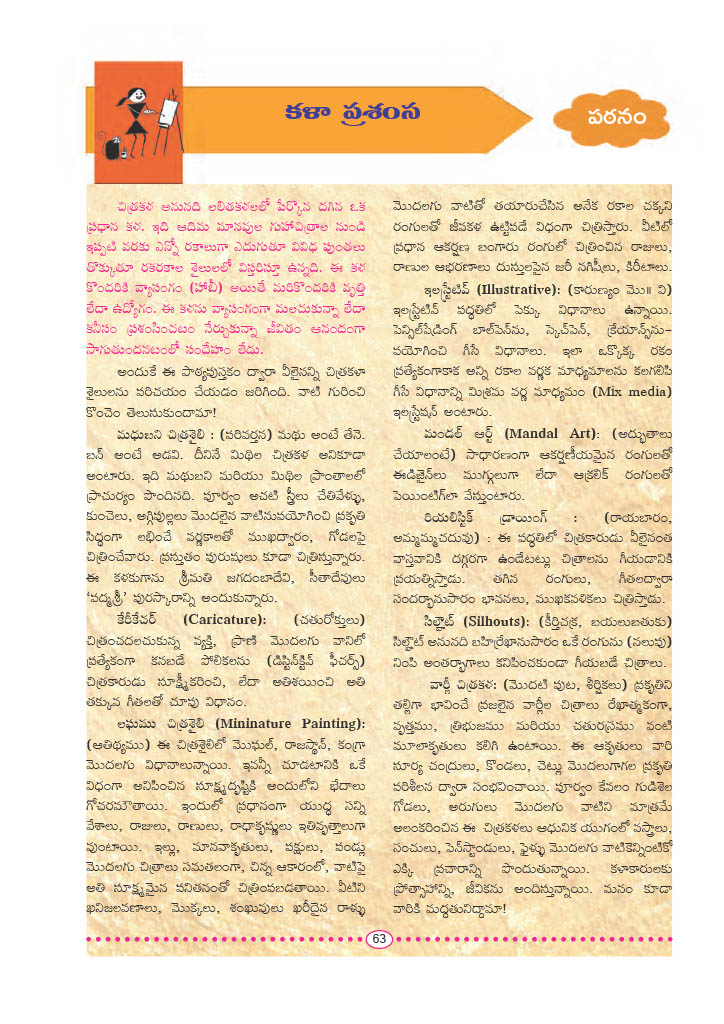 కళా ప్రశంస
పఠనం
చిత్రకళ అనునది లలితకళలలో పేర్కొన దగిన ఒక
ప్రధాన కళ. ఇది ఆదిమ మానవుల గుహాచిత్రాల నుండి
ఇప్పటి వరకు ఎన్నో రకాలుగా ఎదుగుతూ వివిధ పుంతలు
తొక్కుతూ రకరకాల శైలులలో విస్తరిస్తూ ఉన్నది. ఈ కళ
కొందరికి వ్యాసంగం (హాబీ) అయితే మరికొందరికి వృత్తి
లేదా ఉద్యోగం. ఈ కళను వ్యాసంగంగా మలచుకున్నా లేదా
కనీసం ప్రశంసించటం నేర్చుకున్నా జీవితం ఆనందంగా
సాగుతుందనటంలో సందేహం లేదు.
అందుకే ఈ పాఠ్యపుస్తకం ద్వారా వీలైనన్ని చిత్రకళా
శైలులను పరిచయం చేయడం జరిగింది. వాటి గురించి
కొంచెం తెలుసుకుందామా!
మధుబని చిత్రశైలి : (పరివర్తన) మథు అంటే తేనె.
బన్ అంటే అడవి. దీనినే మిథిల చిత్రకళ అనికూడా
అంటారు. ఇది మథుబని మరియు మిథిల ప్రాంతాలలో
ప్రాచుర్యం పొందినది. పూర్వం అచటి స్త్రీలు చేతివేళ్ళు,
కుంచెలు, అగ్గిపుల్లలు మొదలైన వాటినుపయోగించి ప్రకృతి
సిద్ధంగా లభించే వర్ణకాలతో ముఖద్వారం, గోడలపై
చిత్రించేవారు. ప్రస్తుతం పురుషులు కూడా చిత్రిస్తున్నారు.
ఈ కళకుగాను శ్రీమతి జగదంబాదేవి, సీతాదేవులు
‘పద్మశ్రీ’ పురస్కారాన్ని అందుకున్నారు.
కేరికేచర్ (Caricature): (చతురోక్తులు)
చిత్రంచదలచుకున్న వ్యక్తి, ప్రాణి మొదలగు వానిలో
ప్రత్యేకంగా కనబడే పోలికలను (డిస్టిన్‌క్టివ్ ఫీచర్స్)
చిత్రకారుడు సూక్ష్మీకరించి, లేదా అతిశయించి అతి
తక్కువ గీతలతో చూపు విధానం.
లఘుము చిత్రశైలి (Mininature Painting):
(ఆతిథ్యము) ఈ చిత్రశైలిలో మొఘల్, రాజస్థాన్, కంగ్రా
మొదలగు విధానాలున్నాయి. ఇవన్నీ చూడటానికి ఒకే
విధంగా అనిపించిన సూక్ష్మదృష్టికి అందులోని భేదాలు
గోచరమౌతాయి. ఇందులో ప్రధానంగా యుద్ధ సన్ని
వేశాలు, రాజులు, రాణులు, రాధాకృష్ణులు ఇతివృత్తాలుగా
వుంటాయి. ఇల్లు, మానవాకృతులు, పక్షులు, పండ్లు
మొదలగు చిత్రాలు సమతలంగా, చిన్న ఆకారంలో, వాటిపై
అతి సూక్ష్మమైన పనితనంతో చిత్రింపబడతాయి. వీటిని
ఖనిజలవణాలు, మొక్కలు, శంఖువులు ఖరీదైన రాళ్ళు
మొదలగు వాటితో తయారుచేసిన అనేక రకాల చక్కని
రంగులతో జీవకళ ఉట్టిపడే విధంగా చిత్రిస్తారు. వీటిలో
ప్రధాన ఆకర్షణ బంగారు రంగులో చిత్రించిన రాజులు,
రాణుల ఆభరణాలు దుస్తులపైన జరీ నగిషీలు, కిరీటాలు.
ఇలస్ట్రేటివ్ (Illustrative): (కారుణ్యం మొ॥ వి)
ఇలస్ట్రేటివ్ పద్ధతిలో పెక్కు విధానాలు ఉన్నాయి.
పెన్సిల్‌షేడింగ్ బాల్‌పెన్‌ను, స్కెచ్‌పెన్, క్రేయాన్స్‌ను-
వయోగించి గీసే విధానాలు. ఇలా ఒక్కొక్క రకం
ప్రత్యేకంగాకాక అన్ని రకాల వర్ణక మాధ్యమాలను కలగలిపి
గీసే విధానాన్ని మిశ్రమ వర్ణ మాధ్యమం (Mix media)
ఇలస్ట్రేషన్ అంటారు.
మండల్ ఆర్ట్ (Mandal Art): (అద్భుతాలు
చేయాలంటే) సాధారణంగా ఆకర్షణీయమైన రంగులతో
ఈడిజైన్‌లు ముగ్గులుగా లేదా ఆక్రలిక్ రంగులతో
పెయింటింగ్‌లా వేస్తుంటారు.
రియలిస్టిక్ డ్రాయింగ్ : (రాయబారం,
అమ్మమ్మచదువు) : ఈ పద్ధతిలో చిత్రకారుడు వీలైనంత
వాస్తవానికి దగ్గరగా ఉండేటట్లు చిత్రాలను గీయడానికి
ప్రయత్నిస్తాడు. తగిన రంగులు, గీతలద్వారా
సందర్భానుసారం భావనలు, ముఖకవళికలు చిత్రిస్తాడు.
సిల్హౌట్ (Silhouts): (కీర్తిచక్ర, బయలుబతుకు)
సిల్హౌట్ అనునది బహిర్రేఖానుసారం ఒకే రంగును (నలుపు)
నింపి అంతర్భాగాలు కనిపించకుండా గీయబడే చిత్రాలు.
వార్లీ చిత్రకళ: (మొదటి పుట, శీర్షికలు) ప్రకృతిని
తల్లిగా భావించే ప్రజలైన వార్లీల చిత్రాలు రేఖాత్మకంగా,
వృత్తము, త్రిభుజము మరియు చతురస్రము వంటి
మూలాకృతులు కలిగి ఉంటాయి. ఈ ఆకృతులు వారి
సూర్య చంద్రులు, కొండలు, చెట్లు మొదలుగాగల ప్రకృతి
పరిశీలన ద్వారా సంభవించాయి. పూర్వం కేవలం గుడిశెల
గోడలు, అరుగులు మొదలగు వాటిని మాత్రమే
అలంకరించిన ఈ చిత్రకళలు ఆధునిక యుగంలో వస్త్రాలు,
సంచులు, పెన్‌స్టాండులు, ఫైళ్ళు మొదలగు వాటికెన్నింటికో
ఎక్కి ప్రచారాన్ని పొందుతున్నాయి. కళాకారులకు
ప్రోత్సాహాన్ని, జీవికను అందిస్తున్నాయి. మనం కూడా
వారికి మద్దతునిద్దామా!
63